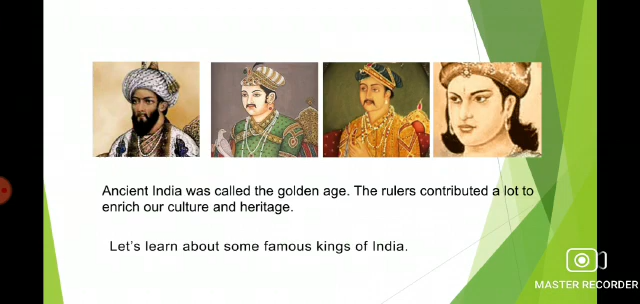 Ancient India was called the golden age. The rulers contributed a lot to
enrich our culture and heritage.
Let's learn about some famous kings of India.
MASTER RECORDER